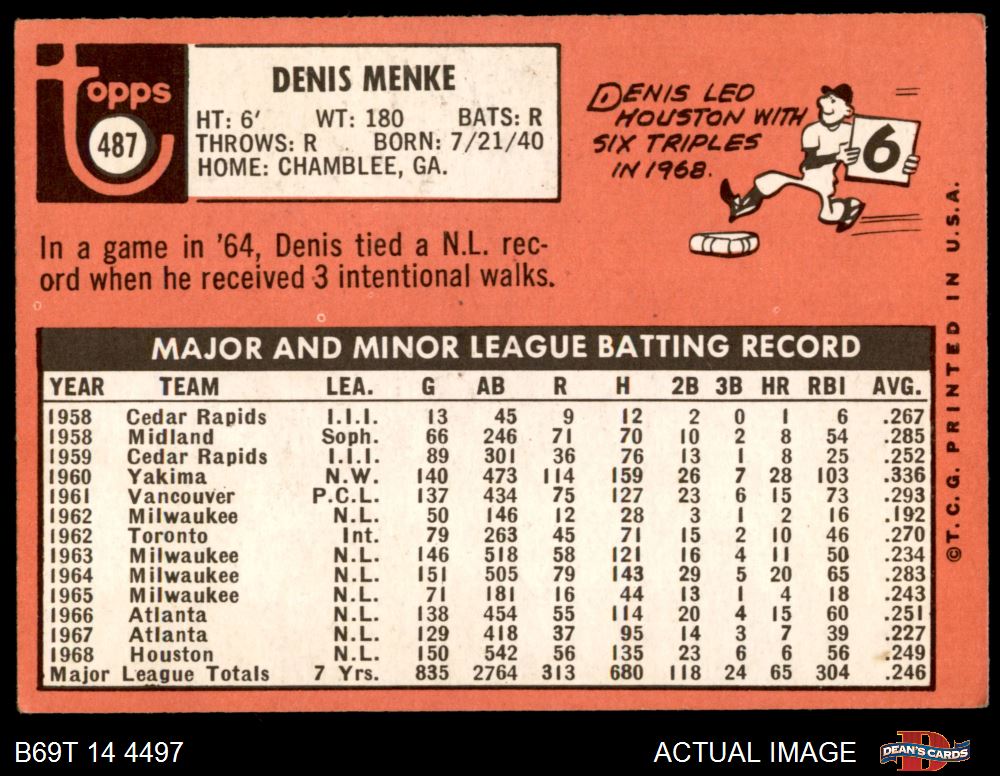 Topps
487
DENIS MENKE
HT: 6' WT: 180 BATS: R
THROWS: R BORN: 7/21/40
HOME: CHAMBLEE, GA.
DENIS LED
HOUSTON WITH
SIX TRIPLES
IN 1968.
6
In a game in '64, Denis tied a N.L. rec-
ord when he received 3 intentional walks.
MAJOR AND MINOR LEAGUE BATTING RECORD
YEAR TEAM LEA. G AB R H 2B 3B HR RBI AVG.
1958 Cedar Rapids I.I.I. 13 45 9 12 2 0 1 6 .267
1958 Midland Soph. 66 246 71 70 10 2 8 54 .285
1959 Cedar Rapids I.I.I. 89 301 36 76 13 1 8 25 .252
1960 Yakima N.W. 140 473 114 159 26 7 28 103 .336
1961 Vancouver P.C.L. 137 434 75 127 23 6 15 73 .293
1962 Milwaukee N.L. 50 146 12 28 3 1 2 16 .192
1962 Toronto Int. 79 263 45 71 15 2 10 46 .270
1963 Milwaukee N.L. 146 518 58 121 16 4 11 50 .234
1964 Milwaukee N.L. 151 505 79 143 29 5 20 65 .283
1965 Milwaukee N.L. 71 181 16 44 13 1 4 18 .243
1966 Atlanta N.L. 138 454 55 114 20 4 15 60 .251
1967 Atlanta N.L. 129 418 37 95 14 3 7 39 .227
1968 Houston N.L. 150 542 56 135 23 6 6 56 .249
Major League Totals 7 Yrs. 835 2764 313 680 118 24 65 304 .246
©T.C.G. PRINTED IN U.S.A.
B69T 14 4497
ACTUAL IMAGE
DEAN'S CARDS